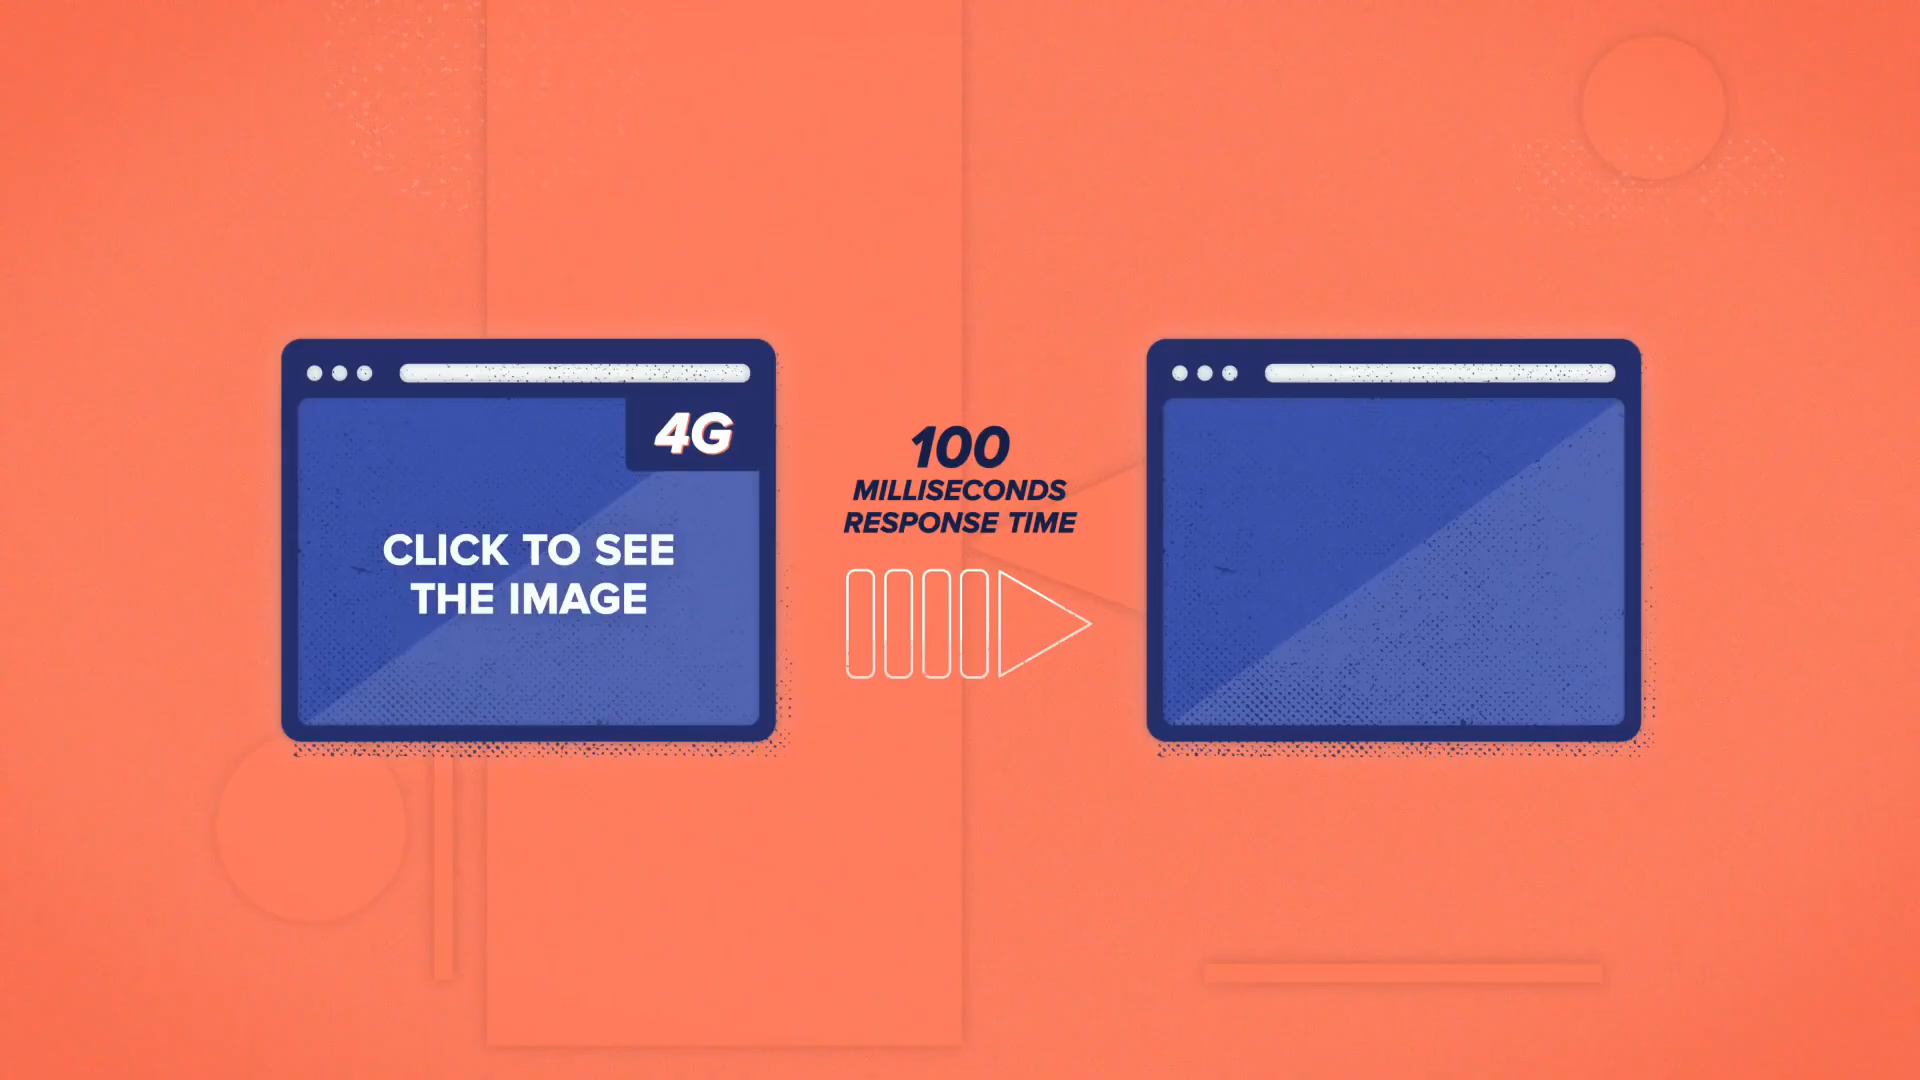 4G
CLICK TO SEE
THE IMAGE
100
MILLISECONDS
RESPONSE TIME